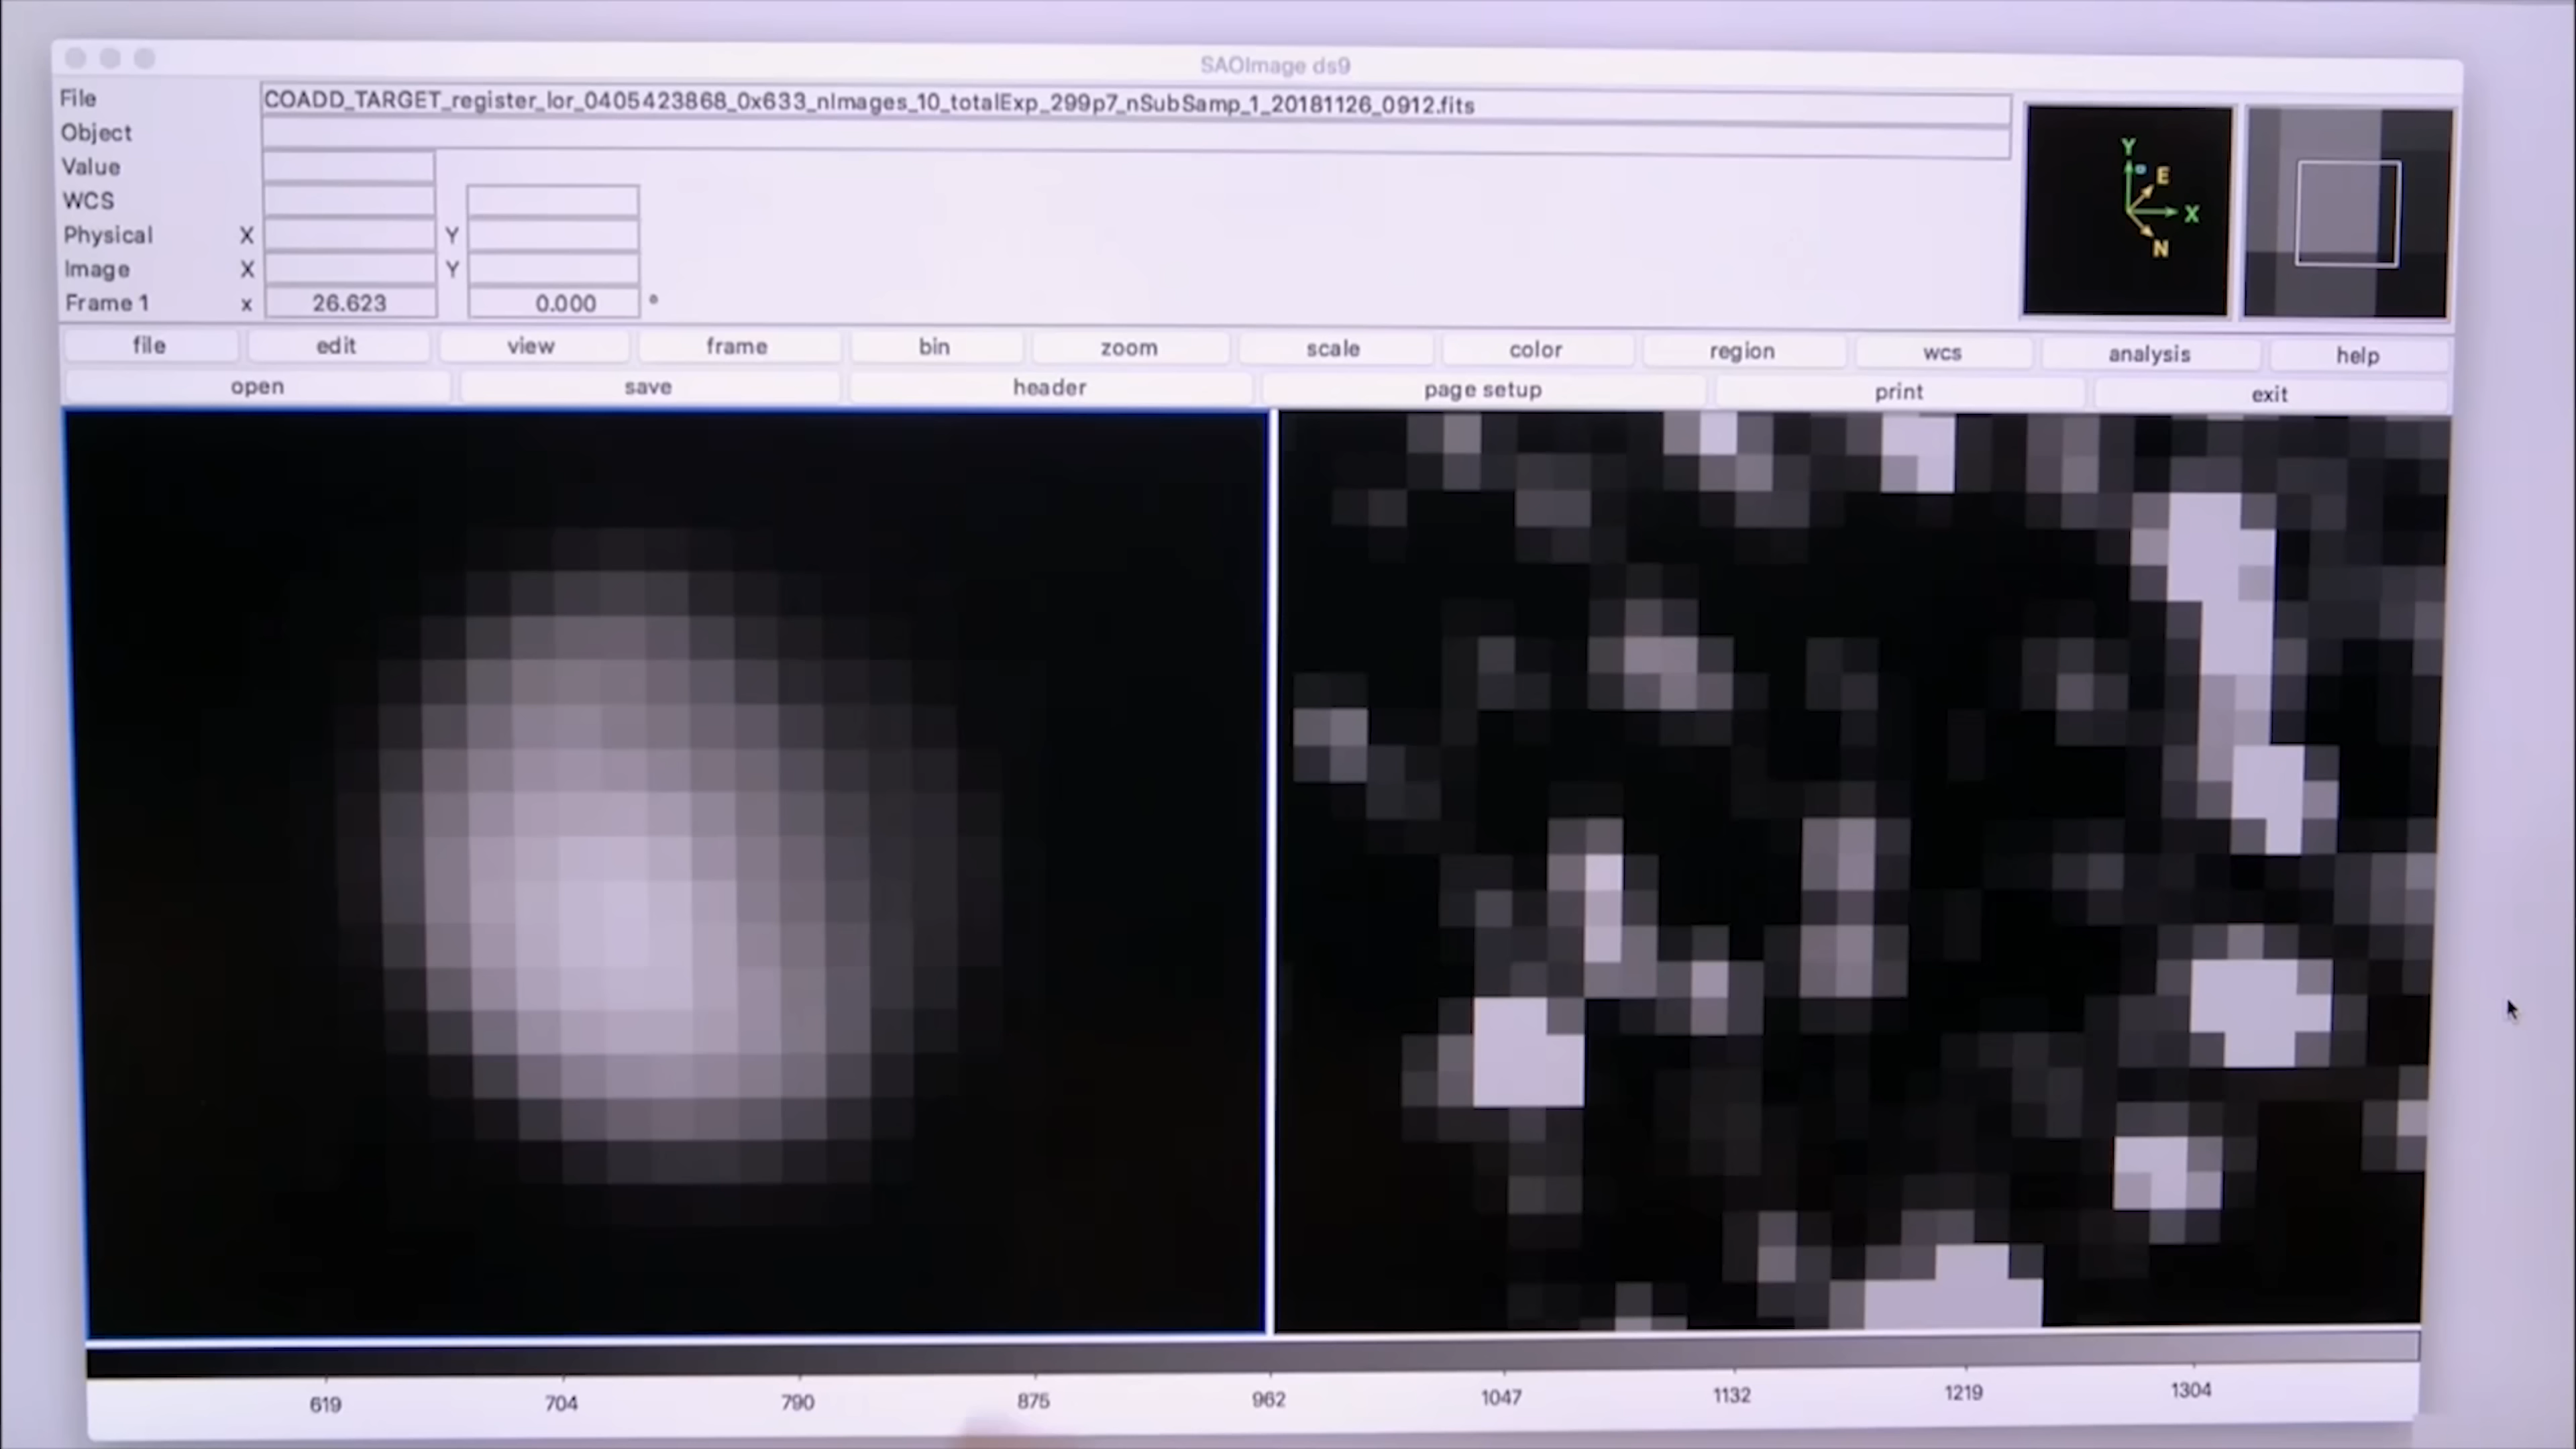 SAOImage ds9
File COADD_TARGET_register_lor_0405423868_0x633_nImages_10_totalExp_299p7_nSubSamp_1_20181126_0912.fits
Object
Value
WCS
Physical X Y
Image X Y
Frame 1 x 26.623 0.000 °
Y
E
X
N
file edit view frame bin zoom scale color region wcs analysis help
open save header page setup print exit
619 704 790 875 962 1047 1132 1219 1304